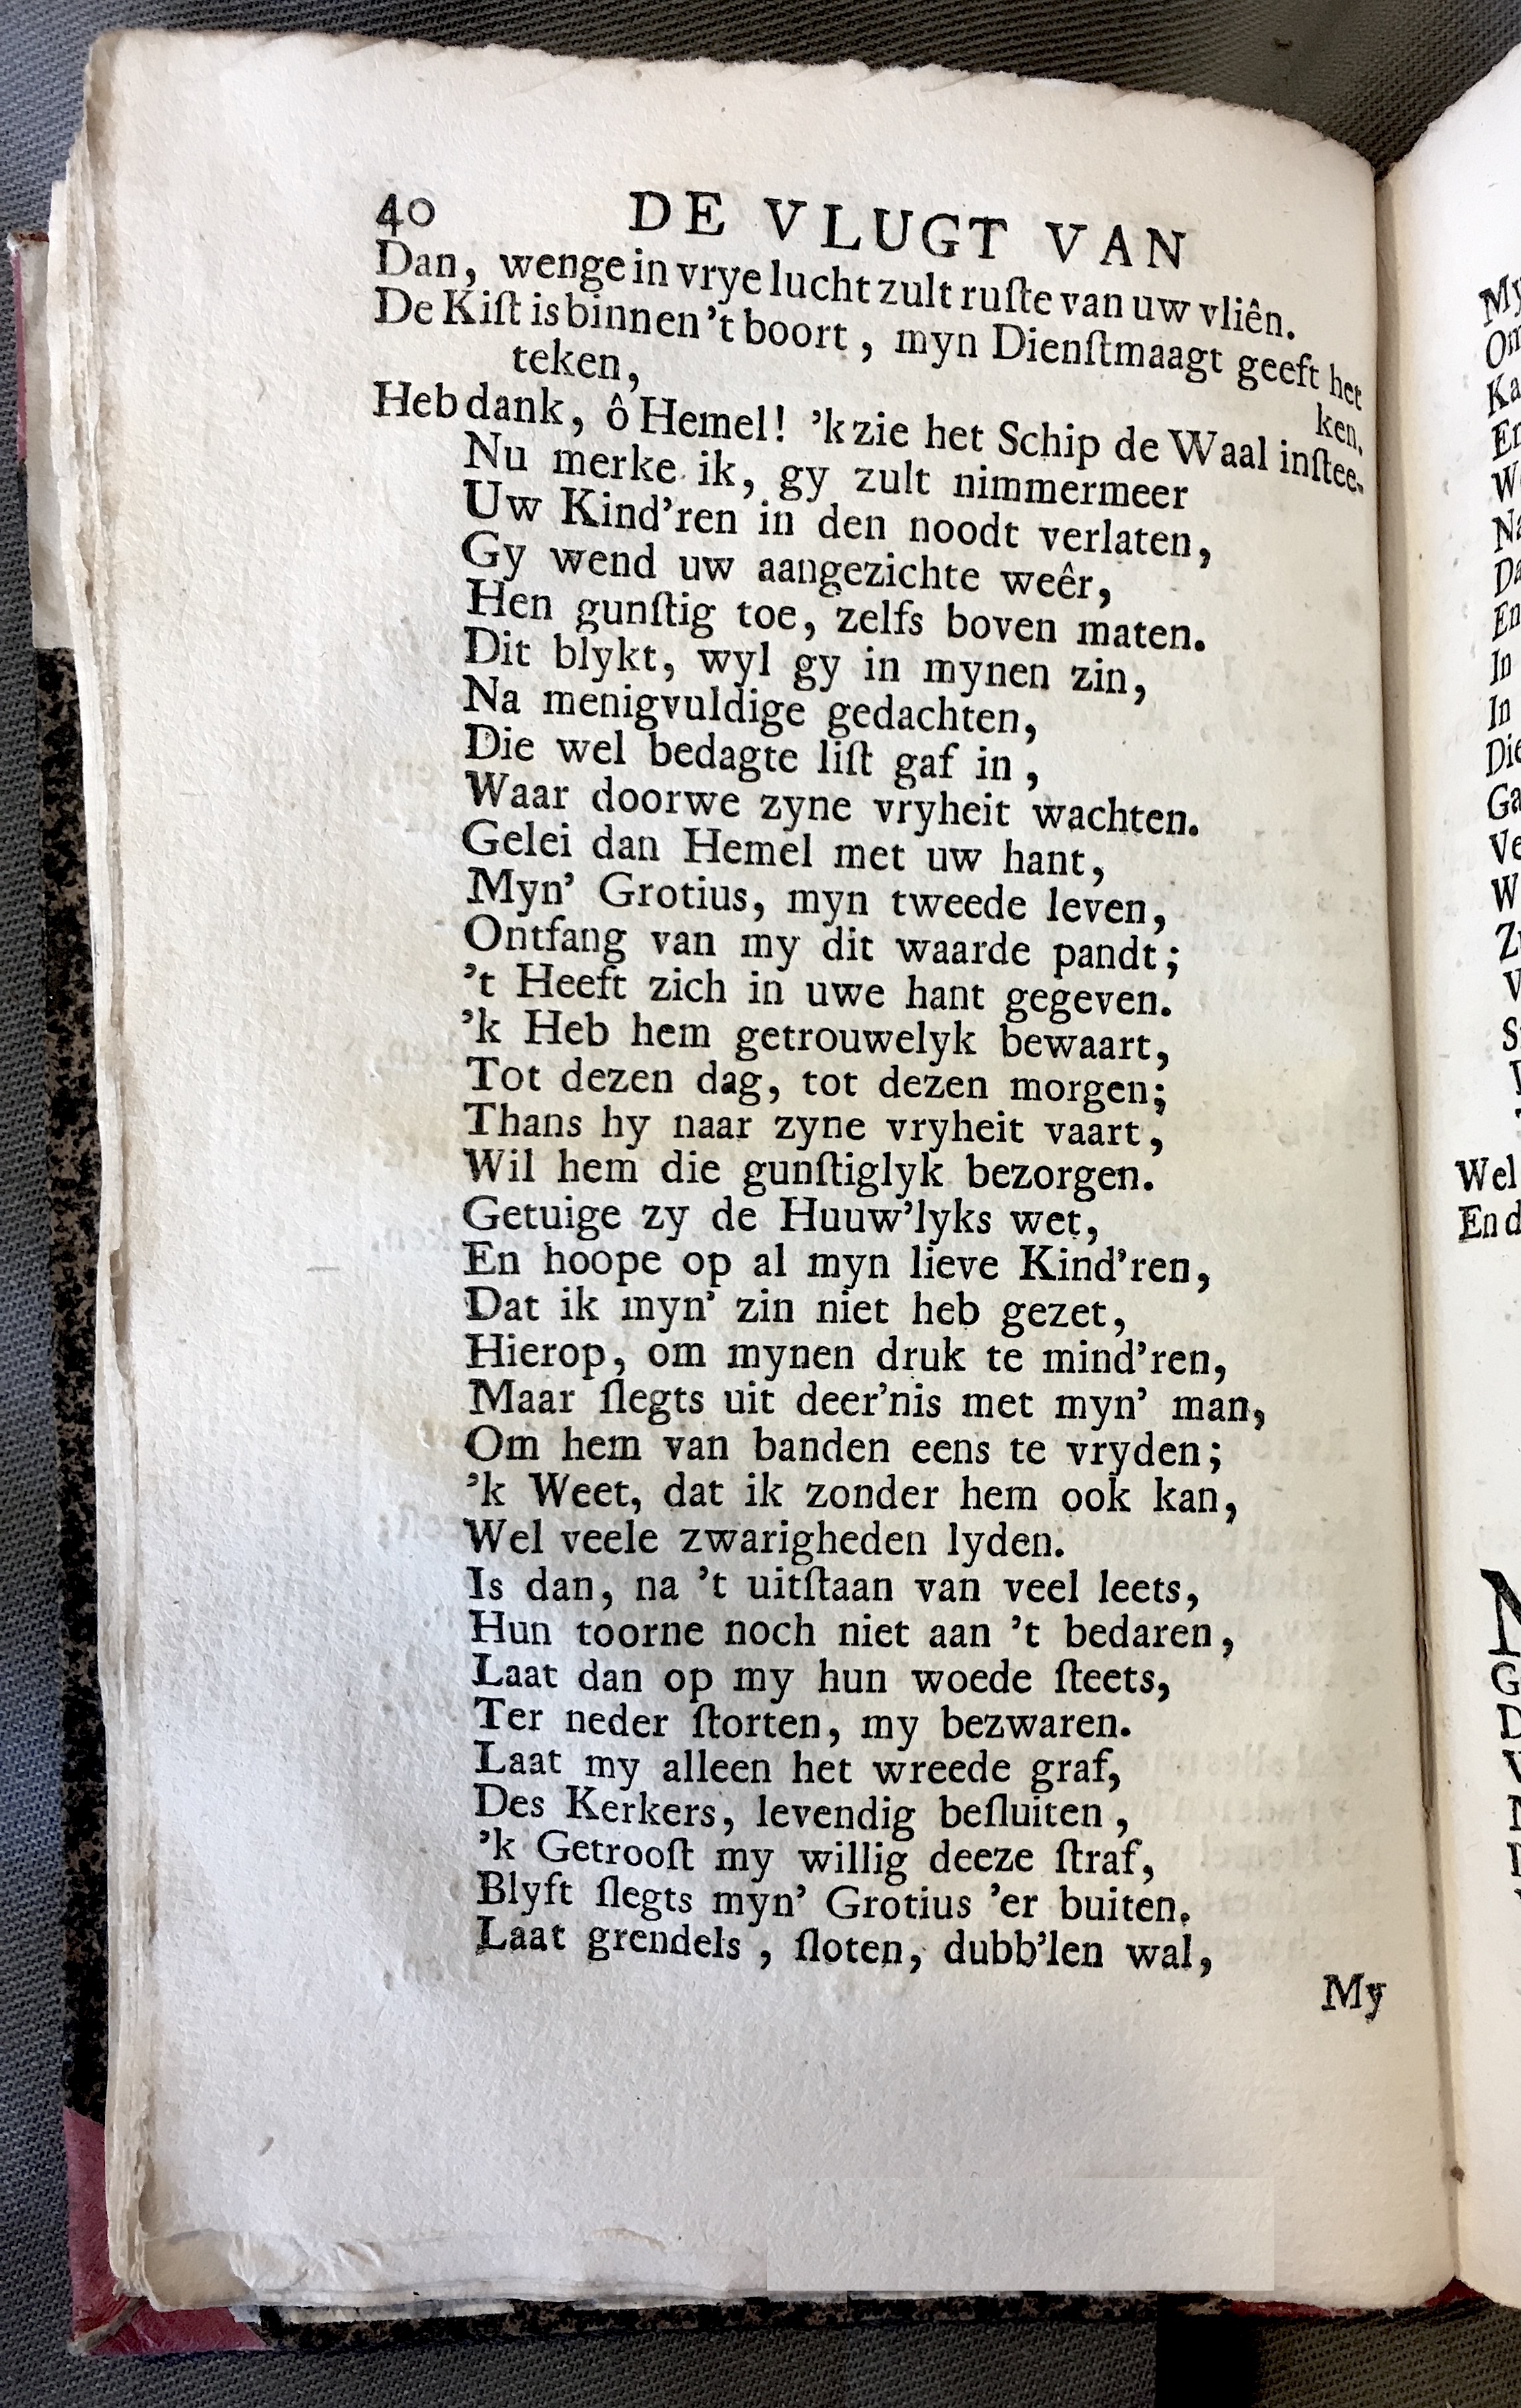 40 DE VLUGT VAN
Dan, wenge in vrye lucht zult ruſte van uw vliên.
De Kiſt is binnen 't boort, myn Dienſtmaagt geeft het
teken,
ken.
Heb dank, ô Hemel! 'k zie het Schip de Waal inſtee-
Nu merke ik, gy zult nimmermeer
Uw Kind'ren in den noodt verlaten,
Gy wend uw aangezichte weêr,
Hen gunſtig toe, zelfs boven maten.
Dit blykt, wyl gy in mynen zin,
Na menigvuldige gedachten,
Die wel bedagte liſt gaf in,
Waar doorwe zyne vryheit wachten.
Gelei dan Hemel met uw hant,
Myn' Grotius, myn tweede leven,
Ontfang van my dit waarde pandt;
't Heeft zich in uwe hant gegeven.
'k Heb hem getrouwelyk bewaart,
Tot dezen dag, tot dezen morgen;
Thans hy naar zyne vryheit vaart,
Wil hem die gunſtiglyk bezorgen.
Getuige zy de Huuw'lyks wet,
En hoope op al myn lieve Kind'ren,
Dat ik myn' zin niet heb gezet,
Hierop, om mynen druk te mind'ren,
Maar ſlegts uit deer'nis met myn' man,
Om hem van banden eens te vryden;
'k Weet, dat ik zonder hem ook kan,
Wel veele zwarigheden lyden.
Is dan, na 't uitſtaan van veel leets,
Hun toorne noch niet aan 't bedaren,
Laat dan op my hun woede ſteets,
Ter neder ſtorten, my bezwaren.
Laat my alleen het wreede graf,
Des Kerkers, levendig beſluiten,
'k Getrooſt my willig deeze ſtraf,
Blyft ſlegts myn' Grotius 'er buiten.
Laat grendels, ſloten, dubb'len wal,
My
Wel